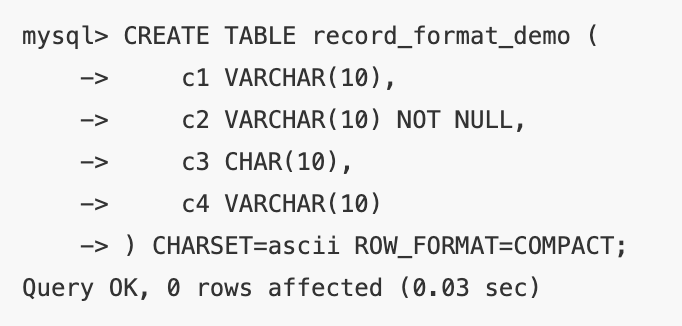 mysql> CREATE TABLE record_format_demo (
    ->     c1 VARCHAR(10),
    ->     c2 VARCHAR(10) NOT NULL,
    ->     c3 CHAR(10),
    ->     c4 VARCHAR(10)
    -> ) CHARSET=ascii ROW_FORMAT=COMPACT;
Query OK, 0 rows affected (0.03 sec)